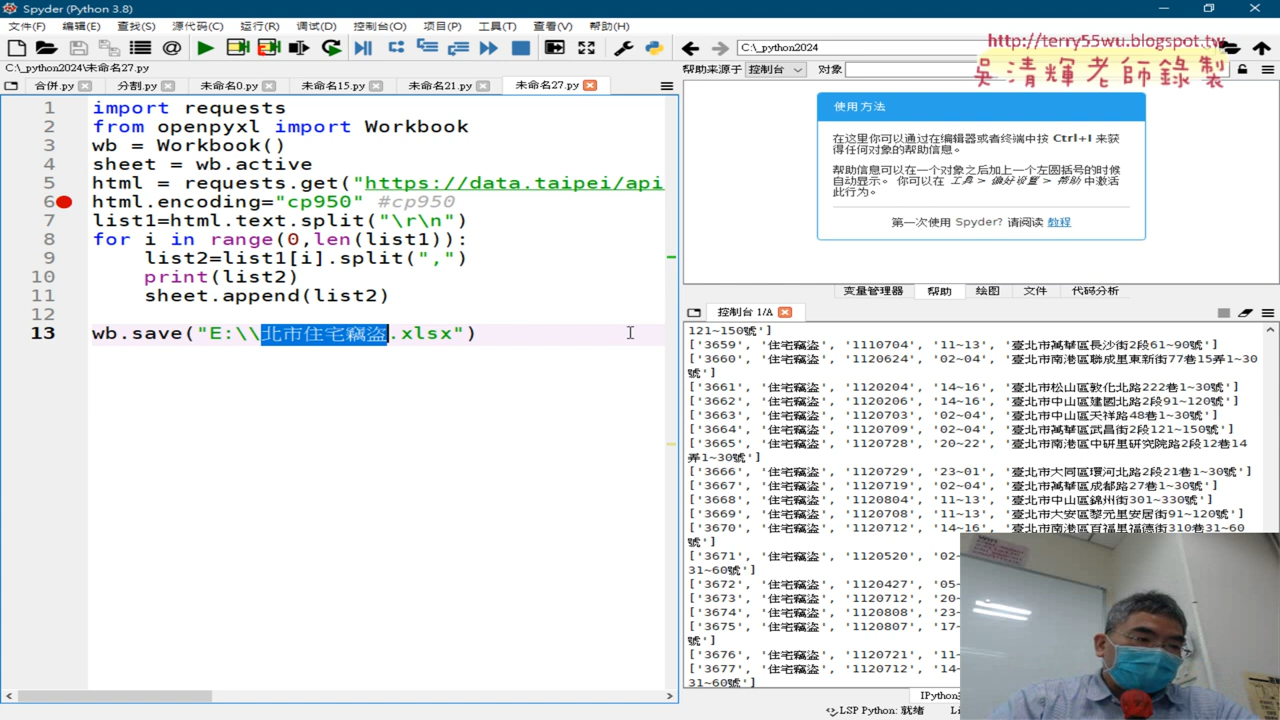 Spyder (Python 3.8)
文件(F) 编辑(E) 查找(S) 源代码(C) 运行(R) 调试(D) 控制台(O) 项目(P) 工具(T) 查看(V) 帮助(H)
C:\_python2024
http://terry55wu.blogspot.tw
吳清輝老師錄製
C:\_python2024\未命名27.py
帮助来源于 控制台 对象
合併.py 分割.py 未命名0.py 未命名15.py 未命名21.py 未命名27.py
1 import requests
2 from openpyxl import Workbook
3 wb = Workbook()
4 sheet = wb.active
5 html = requests.get("https://data.taipei/api
6 html.encoding="cp950" #cp950
7 list1=html.text.split("\r\n")
8 for i in range(0,len(list1)):
9 list2=list1[i].split(",")
10 print(list2)
11 sheet.append(list2)
12
13 wb.save("E:\\北市住宅竊盜.xlsx")
使用方法
在这里你可以通过在编辑器或者终端中按 Ctrl+I 来获
得任何对象的帮助信息。
帮助信息可以在一个对象之后加上一个左圆括号的时候
自动显示。 你可以在 工具 > 偏好设置 > 帮助 中激活
此行为。
第一次使用 Spyder? 请阅读 教程
变量管理器 帮助 绘图 文件 代码分析
控制台 1/A
121~150號']
['3659', '住宅竊盜', '1110704', '11~13', '臺北市萬華區長沙街2段61~90號']
['3660', '住宅竊盜', '1120624', '02~04', '臺北市南港區聯成里東新街77巷15弄1~30
號']
['3661', '住宅竊盜', '1120204', '14~16', '臺北市松山區敦化北路222巷1~30號']
['3662', '住宅竊盜', '1120206', '14~16', '臺北市中山區建國北路2段91~120號']
['3663', '住宅竊盜', '1120703', '02~04', '臺北市中山區天祥路48巷1~30號']
['3664', '住宅竊盜', '1120709', '02~04', '臺北市萬華區武昌街2段121~150號']
['3665', '住宅竊盜', '1120728', '20~22', '臺北市南港區中研里研究院路2段12巷14
弄1~30號']
['3666', '住宅竊盜', '1120729', '23~01', '臺北市大同區環河北路2段21巷1~30號']
['3667', '住宅竊盜', '1120719', '02~04', '臺北市萬華區成都路27巷1~30號']
['3668', '住宅竊盜', '1120804', '11~13', '臺北市中山區錦州街301~330號']
['3669', '住宅竊盜', '1120708', '11~13', '臺北市大安區黎元里安居街91~120號']
['3670', '住宅竊盜', '1120712', '14~16', '臺北市南港區百福里福德街310巷31~60
號']
['3671', '住宅竊盜', '1120520', '02~
31~60號']
['3672', '住宅竊盜', '1120427', '05~
['3673', '住宅竊盜', '1120712', '20~
['3674', '住宅竊盜', '1120808', '23~
['3675', '住宅竊盜', '1120807', '17~
號']
['3676', '住宅竊盜', '1120721', '11~
['3677', '住宅竊盜', '1120712', '14~
31~60號']
LSP Python: 就绪